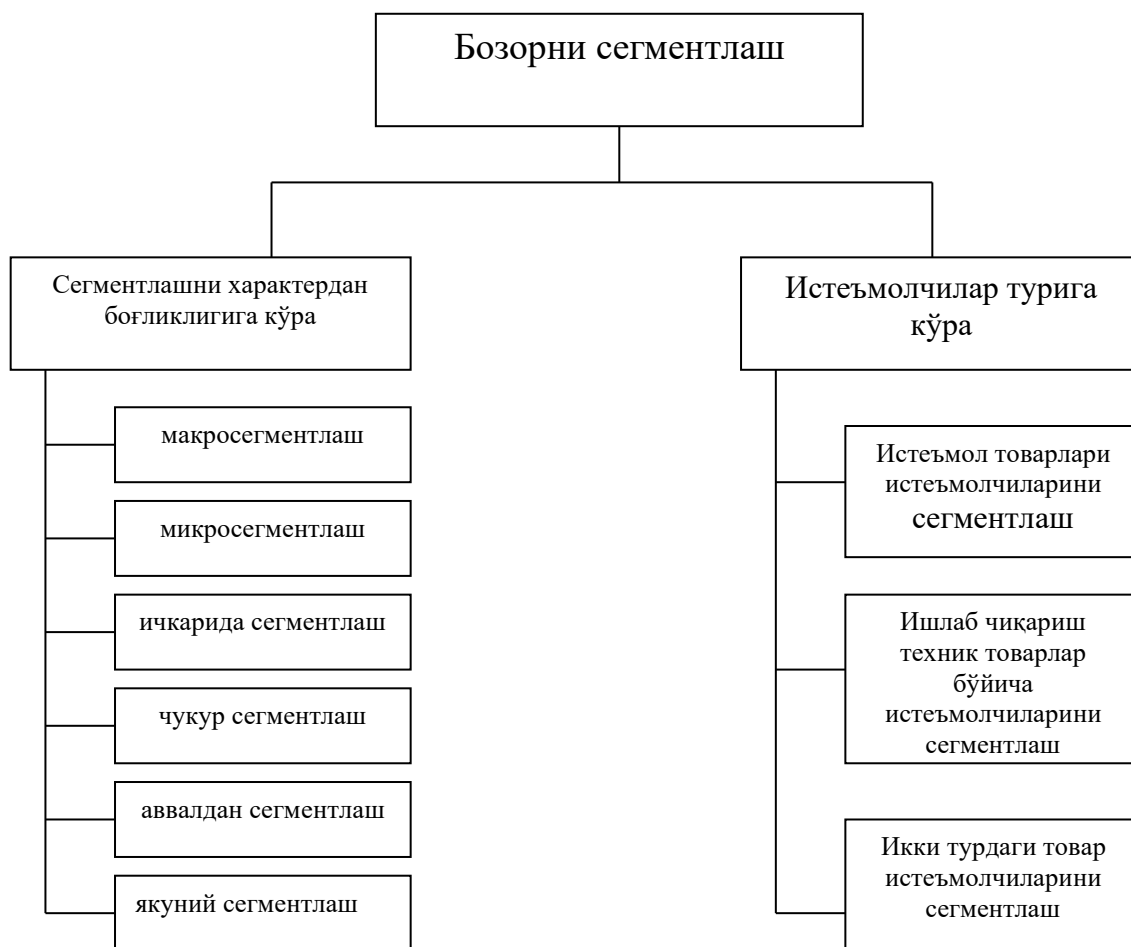 Бозорни сегментлаш
Сегментлашни характердан
боғликлигига кўра
макросегментлаш
микросегментлаш
ичкарида сегментлаш
чукур сегментлаш
аввалдан сегментлаш
якуний сегментлаш
Истеъмолчилар турига
кўра
Истеъмол товарлари
истеъмолчиларини
сегментлаш
Ишлаб чиқариш
техник товарлар
бўйича
истеъмолчиларини
сегментлаш
Икки турдаги товар
истеъмолчиларини
сегментлаш